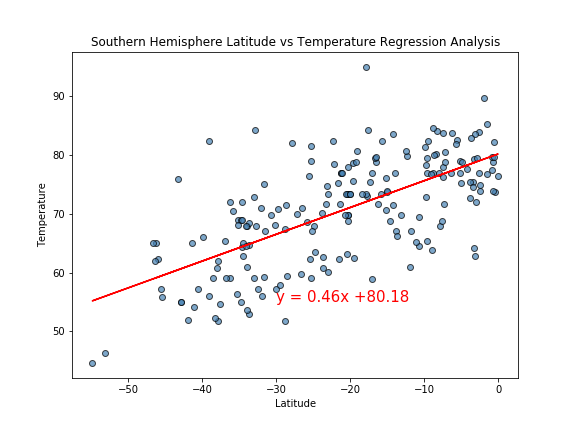 Southern Hemisphere Latitude vs Temperature Regression Analysis
90
80
70
60
50
Temperature
y = 0.46x +80.18
−50
−40
−30
−20
−10
0
Latitude